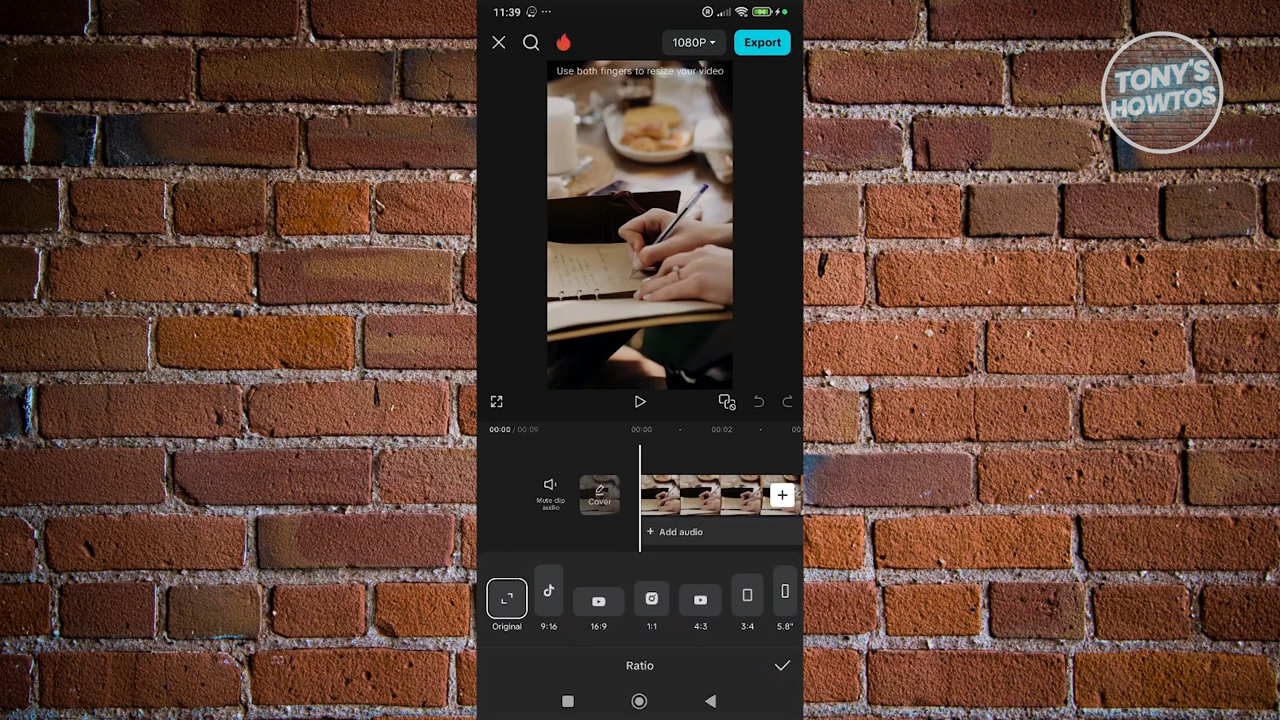 11:39
94
1080P
Export
Use both fingers to resize your video
TONY'S
HOWTOS
00:00 / 00:09
00:00
00:02
00
Mute clip
audio
Cover
+ Add audio
Original
9:16
16:9
1:1
4:3
3:4
5.8"
Ratio